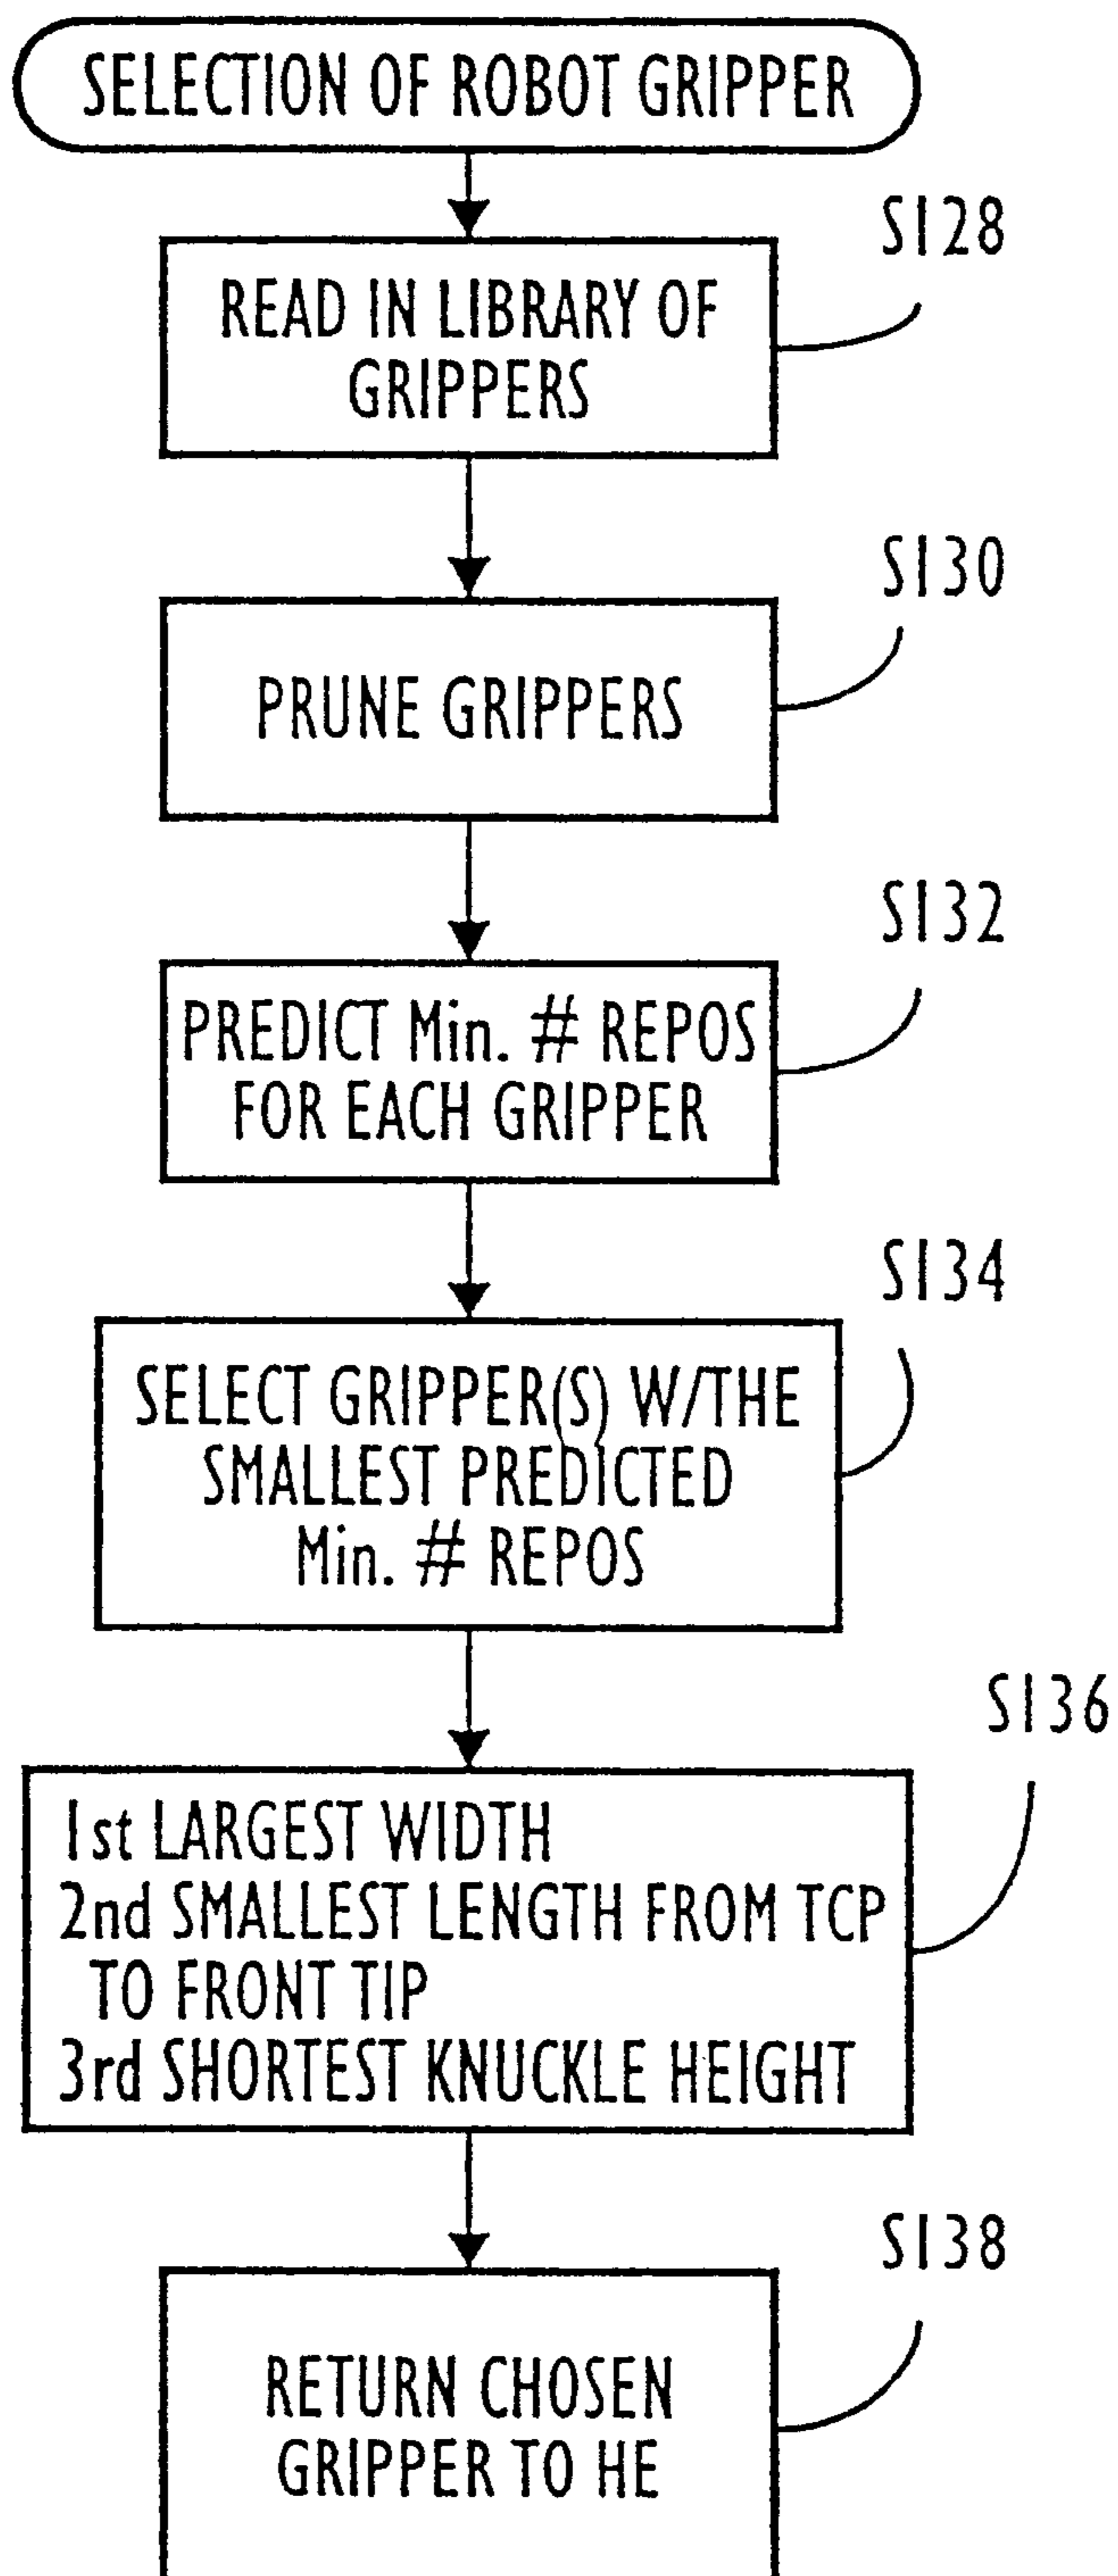 SELECTION OF ROBOT GRIPPER
S128
READ IN LIBRARY OF
GRIPPERS
S130
PRUNE GRIPPERS
S132
PREDICT Min. # REPOS
FOR EACH GRIPPER
S134
SELECT GRIPPER(S) W/THE
SMALLEST PREDICTED
Min. # REPOS
S136
1st LARGEST WIDTH
2nd SMALLEST LENGTH FROM TCP
TO FRONT TIP
3rd SHORTEST KNUCKLE HEIGHT
S138
RETURN CHOSEN
GRIPPER TO HE